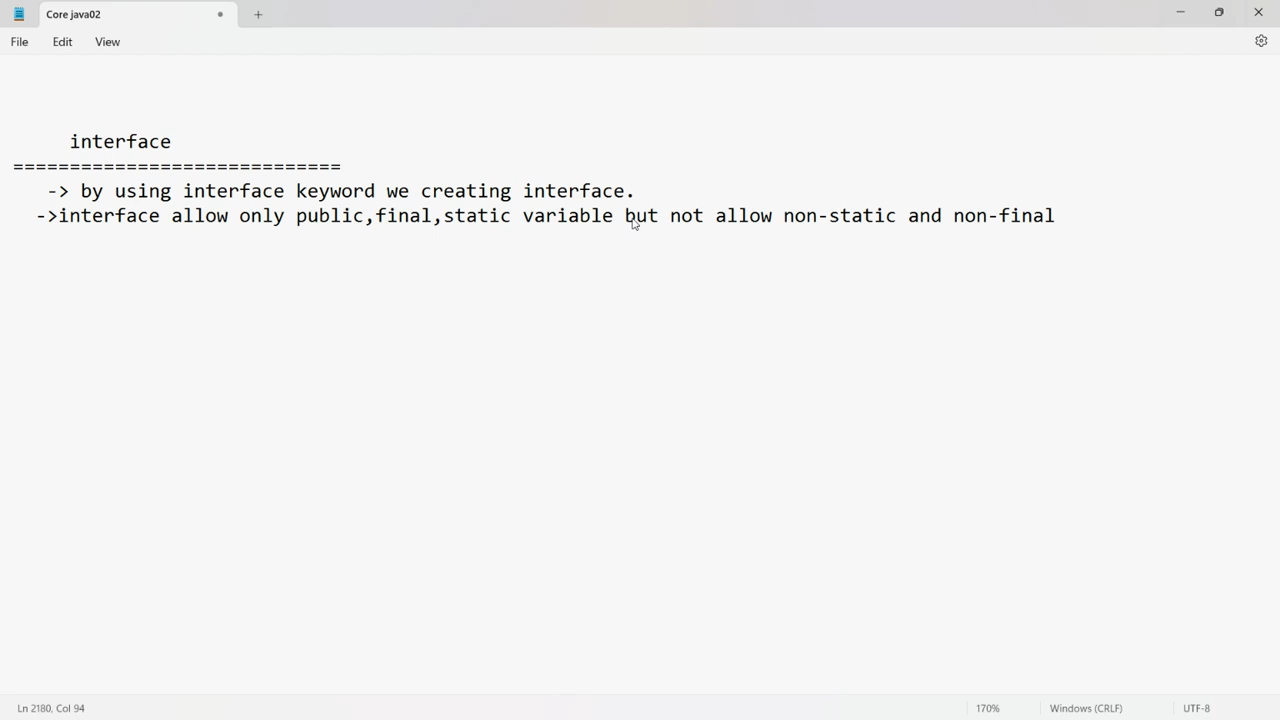 Core java02
File Edit View
interface
=============================
-> by using interface keyword we creating interface.
->interface allow only public,final,static variable but not allow non-static and non-final
Ln 2180, Col 94 170% Windows (CRLF) UTF-8